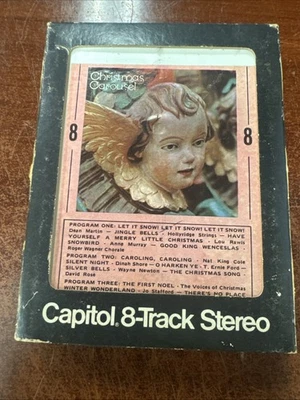 Christmas
Carousel
8 8
PROGRAM ONE: LET IT SNOW! LET IT SNOW! LET IT SNOW!
Dean Martin — JINGLE BELLS — Hollyridge Strings — HAVE
YOURSELF A MERRY LITTLE CHRISTMAS — Lou Rawls
SNOWBIRD — Anne Murray — GOOD KING WENCESLAS —
Roger Wagner Chorale
PROGRAM TWO: CAROLING, CAROLING — Nat King Cole
SILENT NIGHT — Dinah Shore — O HARKEN YE — T. Ernie Ford —
SILVER BELLS — Wayne Newton — THE CHRISTMAS SONG —
David Rose
PROGRAM THREE: THE FIRST NOEL — The Voices of Christmas
WINTER WONDERLAND — Jo Stafford — THERE'S NO PLACE
Capitol® 8-Track Stereo